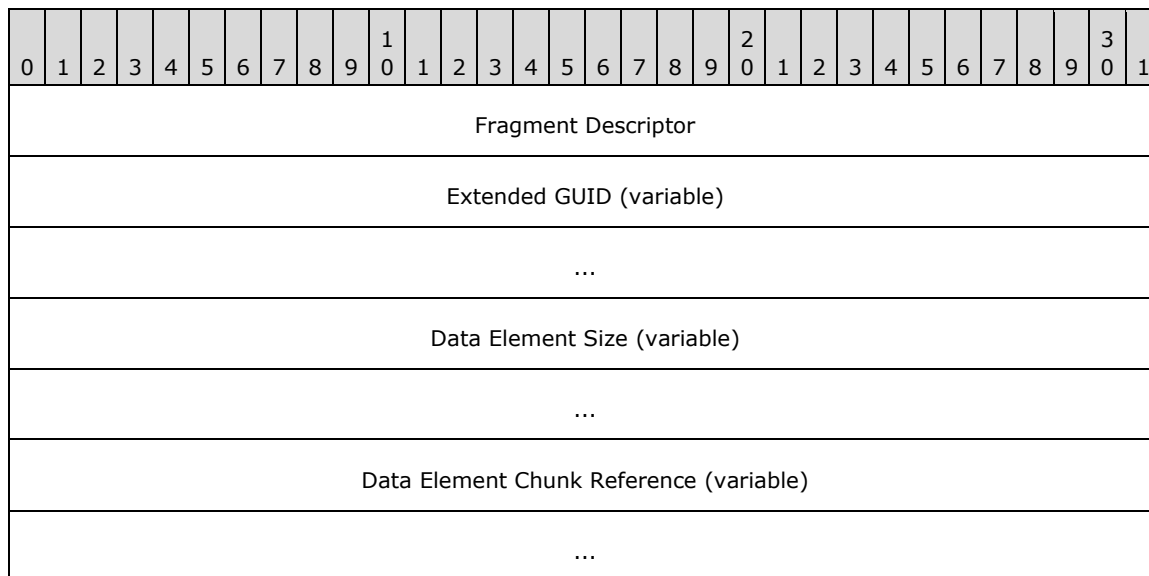 1 2 3
0 1 2 3 4 5 6 7 8 9 0 1 2 3 4 5 6 7 8 9 0 1 2 3 4 5 6 7 8 9 0 1
Fragment Descriptor
Extended GUID (variable)
...
Data Element Size (variable)
...
Data Element Chunk Reference (variable)
...